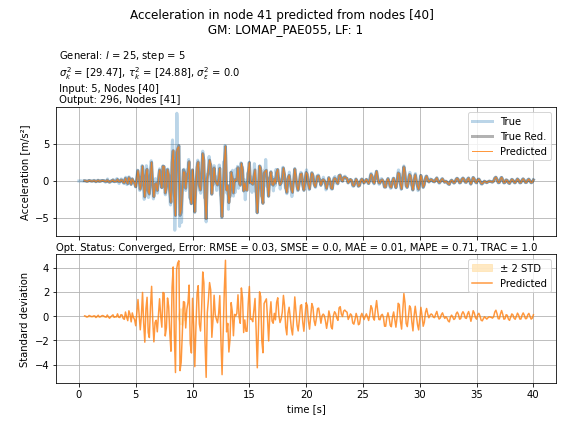 Acceleration in node 41 predicted from nodes [40]
GM: LOMAP_PAE055, LF: 1
General: l = 25, step = 5
σ²ₖ = [29.47], τ²ₖ = [24.88], σ²ε = 0.0
Input: 5, Nodes [40]
Output: 296, Nodes [41]
Acceleration [m/s²]
5
0
−5
True
True Red.
Predicted
Opt. Status: Converged, Error: RMSE = 0.03, SMSE = 0.0, MAE = 0.01, MAPE = 0.71, TRAC = 1.0
Standard deviation
4
2
0
−2
−4
± 2 STD
Predicted
0 5 10 15 20 25 30 35 40
time [s]